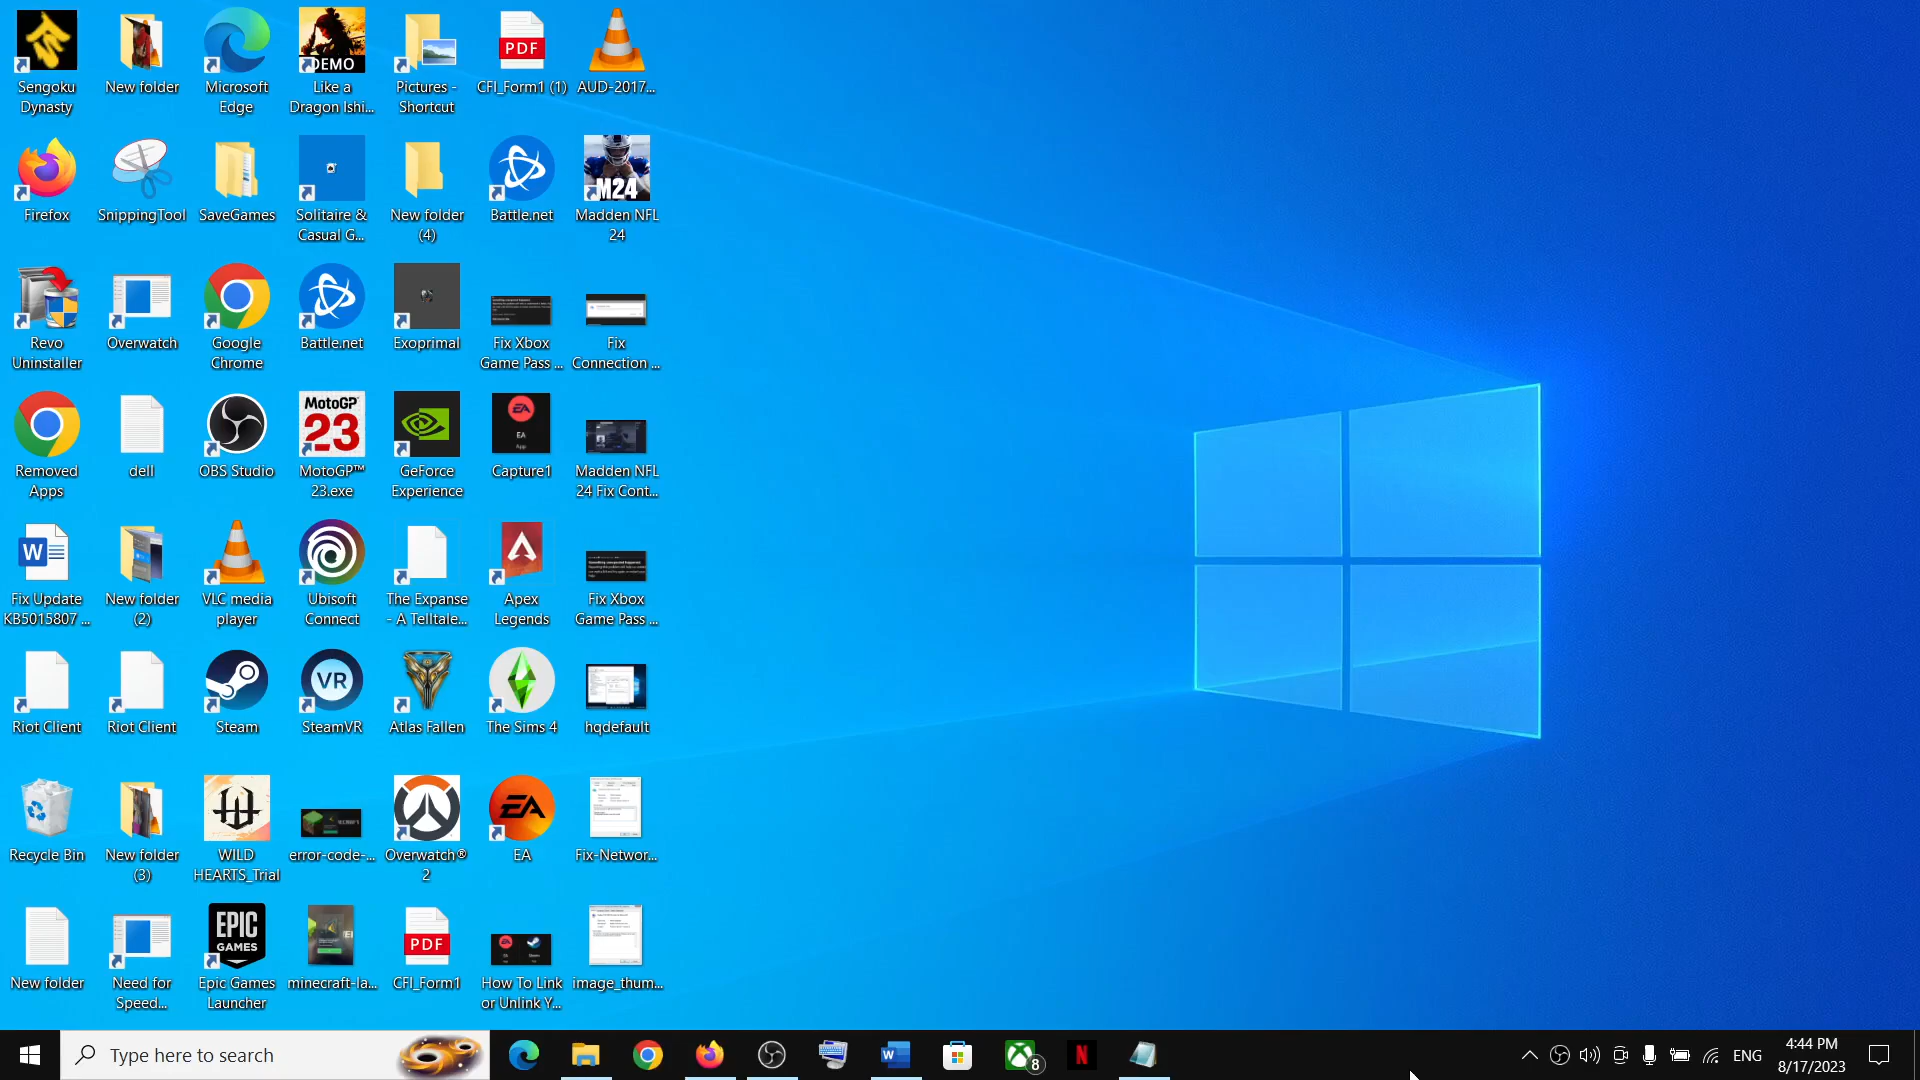 Sengoku
Dynasty
New folder
Microsoft
Edge
DEMO
Like a
Dragon Ishi...
Pictures -
Shortcut
PDF
CFI_Form1 (1)
AUD-2017...
Firefox
SnippingTool
SaveGames
Solitaire &
Casual G...
New folder
(4)
Battle.net
M24
Madden NFL
24
Revo
Uninstaller
Overwatch
Google
Chrome
Battle.net
Exoprimal
Fix Xbox
Game Pass ...
Fix
Connection ...
Removed
Apps
dell
OBS Studio
MotoGP™
23
MotoGP™
23.exe
GeForce
Experience
EA
EA
App
Capture1
Madden NFL
24 Fix Cont...
W
Fix Update
KB5015807 ...
New folder
(2)
VLC media
player
Ubisoft
Connect
The Expanse
- A Telltale...
Apex
Legends
Fix Xbox
Game Pass ...
Riot Client
Riot Client
Steam
VR
SteamVR
Atlas Fallen
The Sims 4
hqdefault
Recycle Bin
New folder
(3)
WILD
HEARTS_Trial
error-code-...
Overwatch®
2
EA
EA
Fix-Networ...
New folder
Need for
Speed...
EPIC
GAMES
Epic Games
Launcher
minecraft-la...
PDF
CFI_Form1
How To Link
or Unlink Y...
image_thum...
Type here to search
W
8
N
ENG
4:44 PM
8/17/2023